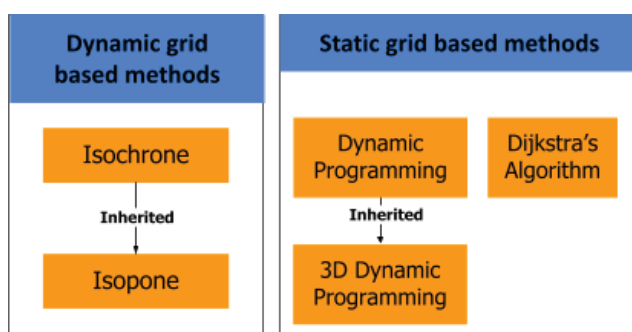 Dynamic grid
based methods
Isochrone
Inherited
Isopone
Static grid based methods
Dynamic
Programming
Dijkstra's
Algorithm
Inherited
3D Dynamic
Programming